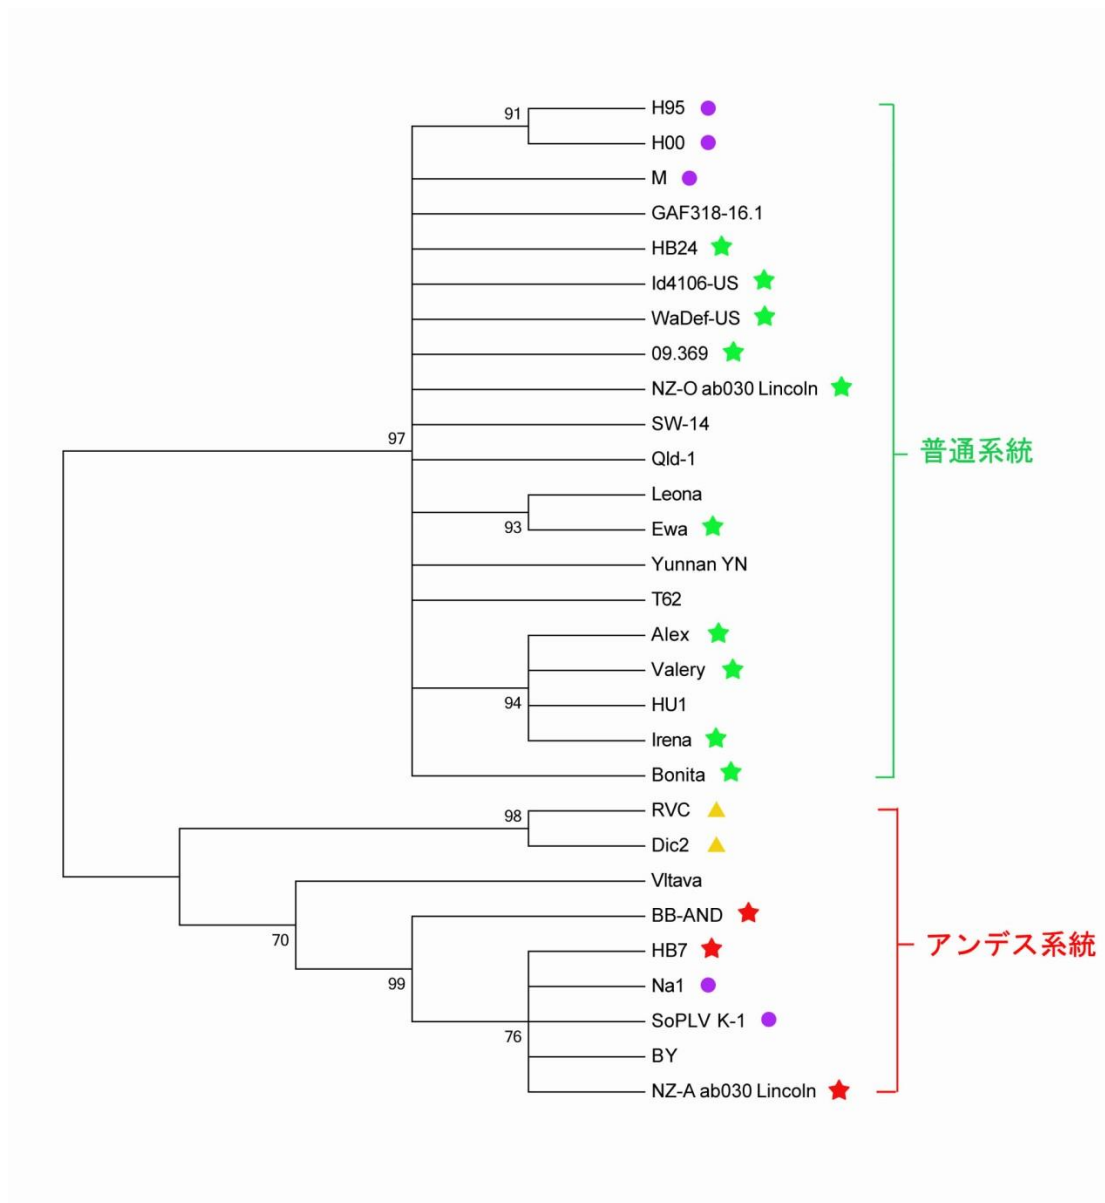 91
H95
H00
M
GAF318-16.1
HB24
Id4106-US
WaDef-US
09.369
NZ-O ab030 Lincoln
97
SW-14
普通系統
Qld-1
Leona
93
Ewa
Yunnan YN
T62
Alex
Valery
94
HU1
Irena
Bonita
98
RVC
Dic2
Vltava
BB-AND
70
アンデス系統
HB7
99
Na1
SoPLV K-1
76
BY
NZ-A ab030 Lincoln